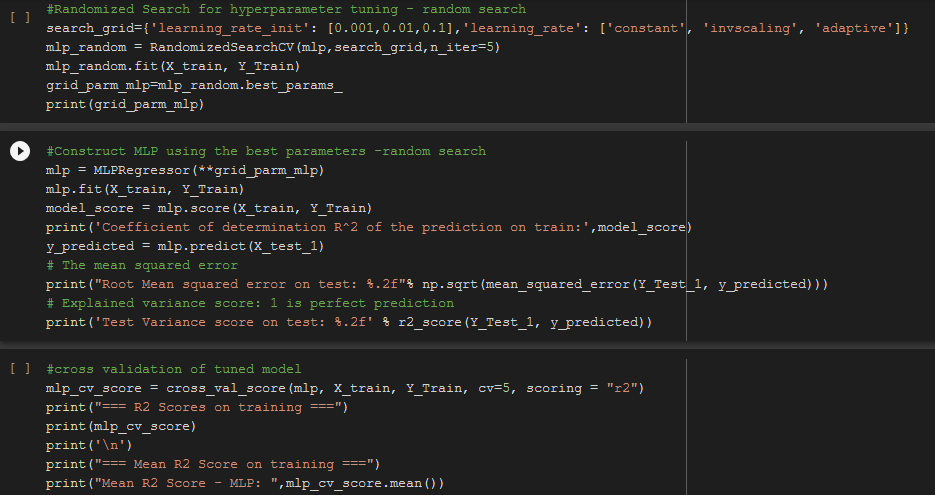 [ ] #Randomized Search for hyperparameter tuning - random search
search_grid={'learning_rate_init': [0.001,0.01,0.1],'learning_rate': ['constant', 'invscaling', 'adaptive']}
mlp_random = RandomizedSearchCV(mlp,search_grid,n_iter=5)
mlp_random.fit(X_train, Y_Train)
grid_parm_mlp=mlp_random.best_params_
print(grid_parm_mlp)
#Construct MLP using the best parameters -random search
mlp = MLPRegressor(**grid_parm_mlp)
mlp.fit(X_train, Y_Train)
model_score = mlp.score(X_train, Y_Train)
print('Coefficient of determination R^2 of the prediction on train:',model_score)
y_predicted = mlp.predict(X_test_1)
# The mean squared error
print("Root Mean squared error on test: %.2f"% np.sqrt(mean_squared_error(Y_Test_1, y_predicted)))
# Explained variance score: 1 is perfect prediction
print('Test Variance score on test: %.2f' % r2_score(Y_Test_1, y_predicted))
[ ] #cross validation of tuned model
mlp_cv_score = cross_val_score(mlp, X_train, Y_Train, cv=5, scoring = "r2")
print("=== R2 Scores on training ===")
print(mlp_cv_score)
print('\n')
print("=== Mean R2 Score on training ===")
print("Mean R2 Score - MLP: ",mlp_cv_score.mean())